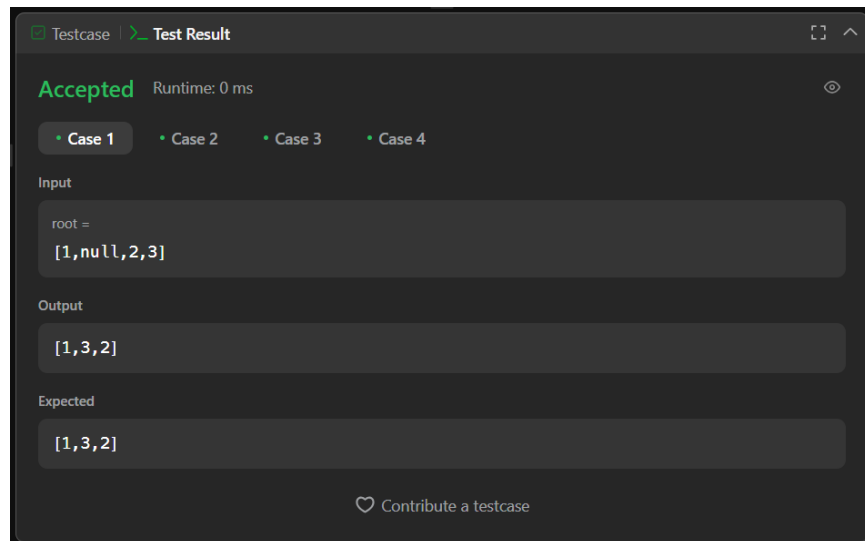 Testcase | >_ Test Result
Accepted Runtime: 0 ms
• Case 1 • Case 2 • Case 3 • Case 4
Input
root =
[1,null,2,3]
Output
[1,3,2]
Expected
[1,3,2]
Contribute a testcase